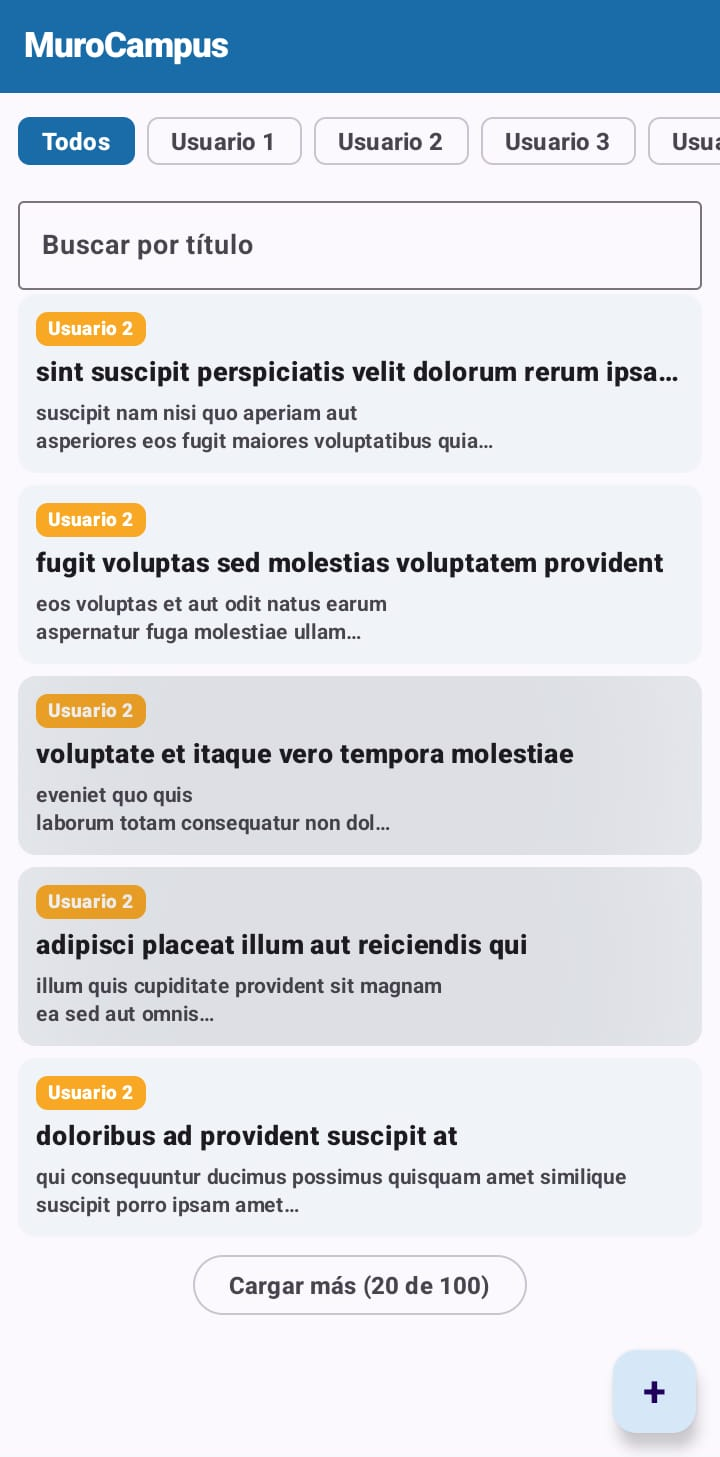 MuroCampus
Todos
Usuario 1
Usuario 2
Usuario 3
Usua
Buscar por título
Usuario 2
sint suscipit perspiciatis velit dolorum rerum ipsa...
suscipit nam nisi quo aperiam aut
asperiores eos fugit maiores voluptatibus quia...
Usuario 2
fugit voluptas sed molestias voluptatem provident
eos voluptas et aut odit natus earum
aspernatur fuga molestiae ullam...
Usuario 2
voluptate et itaque vero tempora molestiae
eveniet quo quis
laborum totam consequatur non dol...
Usuario 2
adipisci placeat illum aut reiciendis qui
illum quis cupiditate provident sit magnam
ea sed aut omnis...
Usuario 2
doloribus ad provident suscipit at
qui consequuntur ducimus possimus quisquam amet similique
suscipit porro ipsam amet...
Cargar más (20 de 100)
+